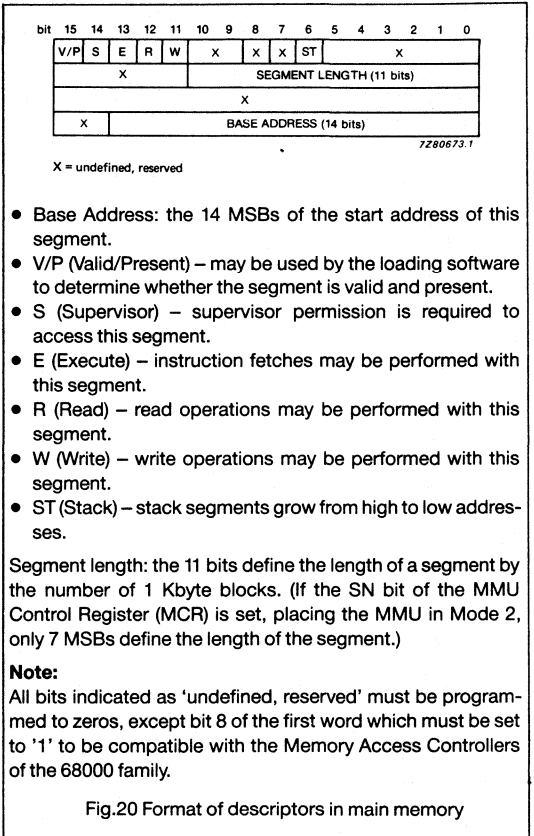 bit 15 14 13 12 11 10 9 8 7 6 5 4 3 2 1 0
V/P S E R W X X X ST X
X SEGMENT LENGTH (11 bits)
X
X BASE ADDRESS (14 bits)
7Z80673.1
X = undefined, reserved
• Base Address: the 14 MSBs of the start address of this
segment.
• V/P (Valid/Present) – may be used by the loading software
to determine whether the segment is valid and present.
• S (Supervisor) – supervisor permission is required to
access this segment.
• E (Execute) – instruction fetches may be performed with
this segment.
• R (Read) – read operations may be performed with this
segment.
• W (Write) – write operations may be performed with this
segment.
• ST (Stack) – stack segments grow from high to low addres-
ses.
Segment length: the 11 bits define the length of a segment by
the number of 1 Kbyte blocks. (If the SN bit of the MMU
Control Register (MCR) is set, placing the MMU in Mode 2,
only 7 MSBs define the length of the segment.)
Note:
All bits indicated as ‘undefined, reserved’ must be program-
med to zeros, except bit 8 of the first word which must be set
to '1' to be compatible with the Memory Access Controllers
of the 68000 family.
Fig.20 Format of descriptors in main memory